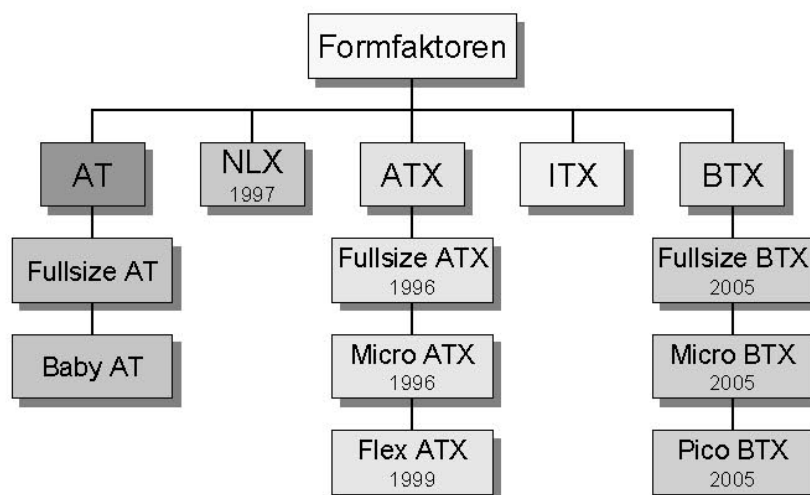 Formfaktoren
AT
NLX
1997
ATX
ITX
BTX
Fullsize AT
Fullsize ATX
1996
Fullsize BTX
2005
Baby AT
Micro ATX
1996
Micro BTX
2005
Flex ATX
1999
Pico BTX
2005